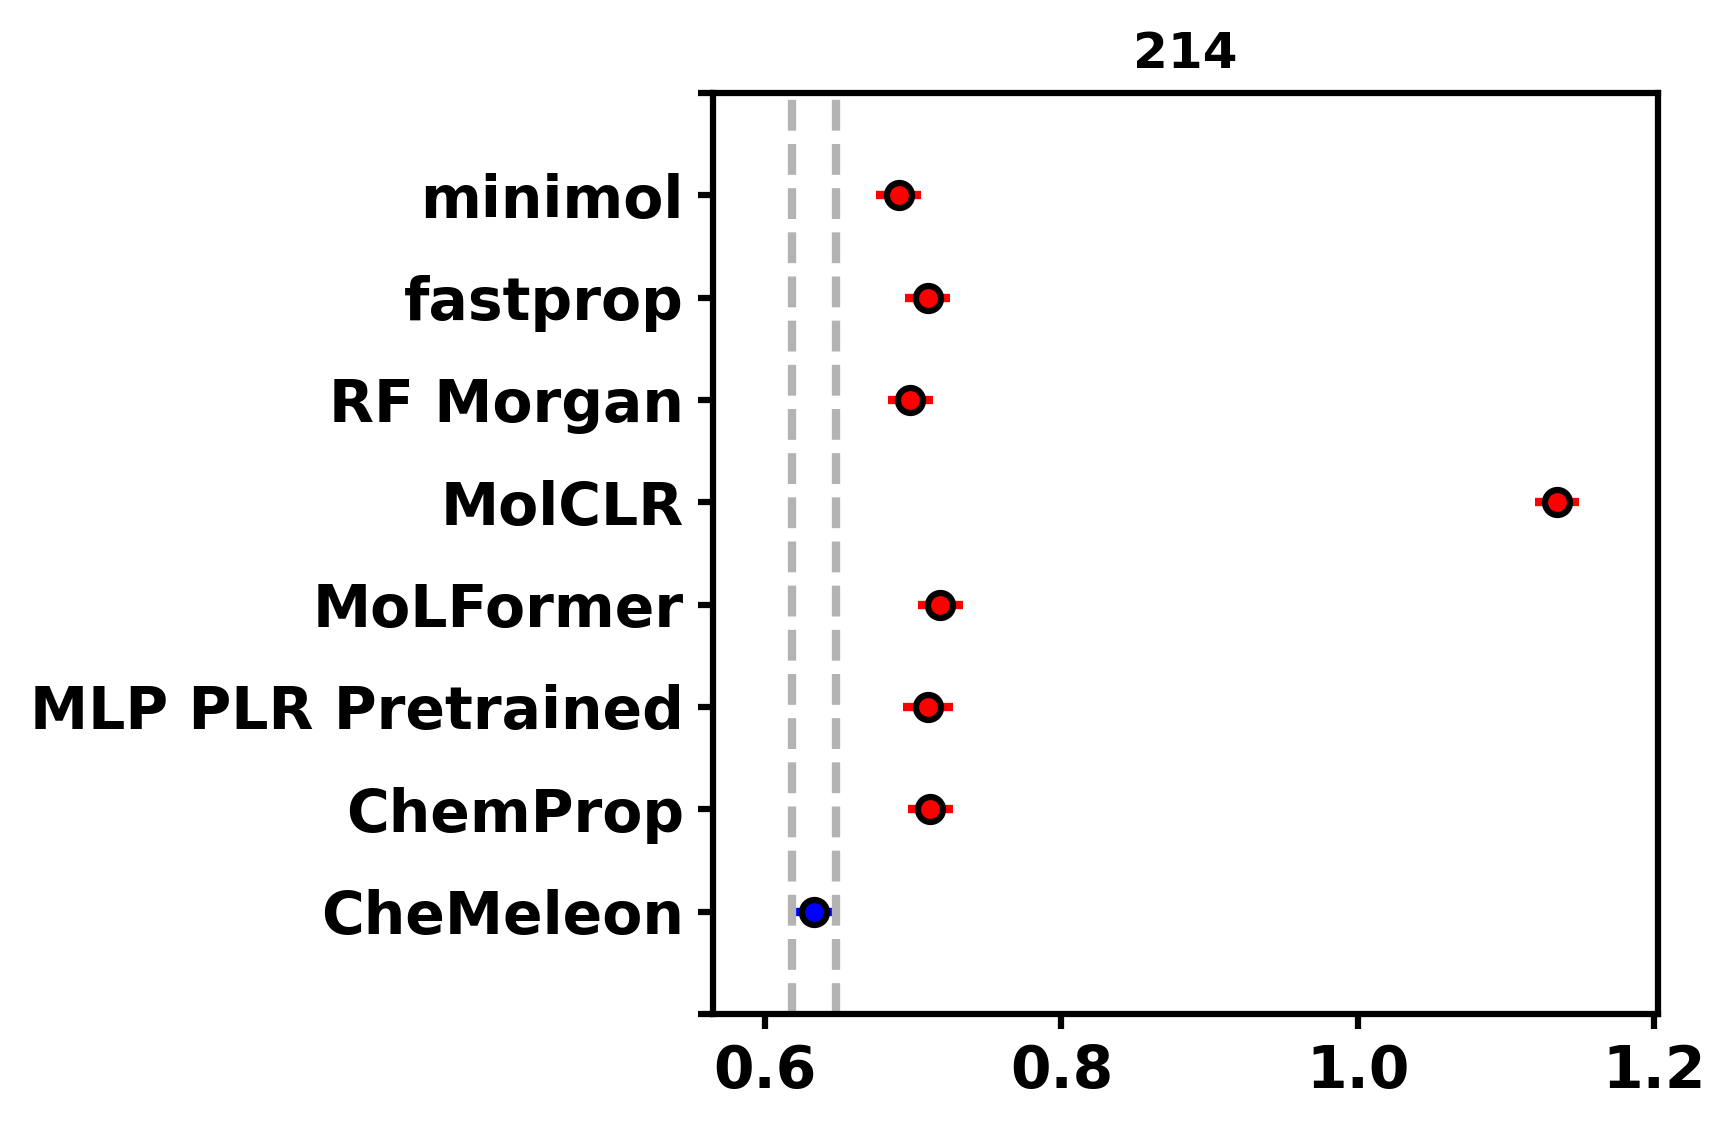 214
minimol
fastprop
RF Morgan
MolCLR
MoLFormer
MLP PLR Pretrained
ChemProp
CheMeleon
0.6 0.8 1.0 1.2